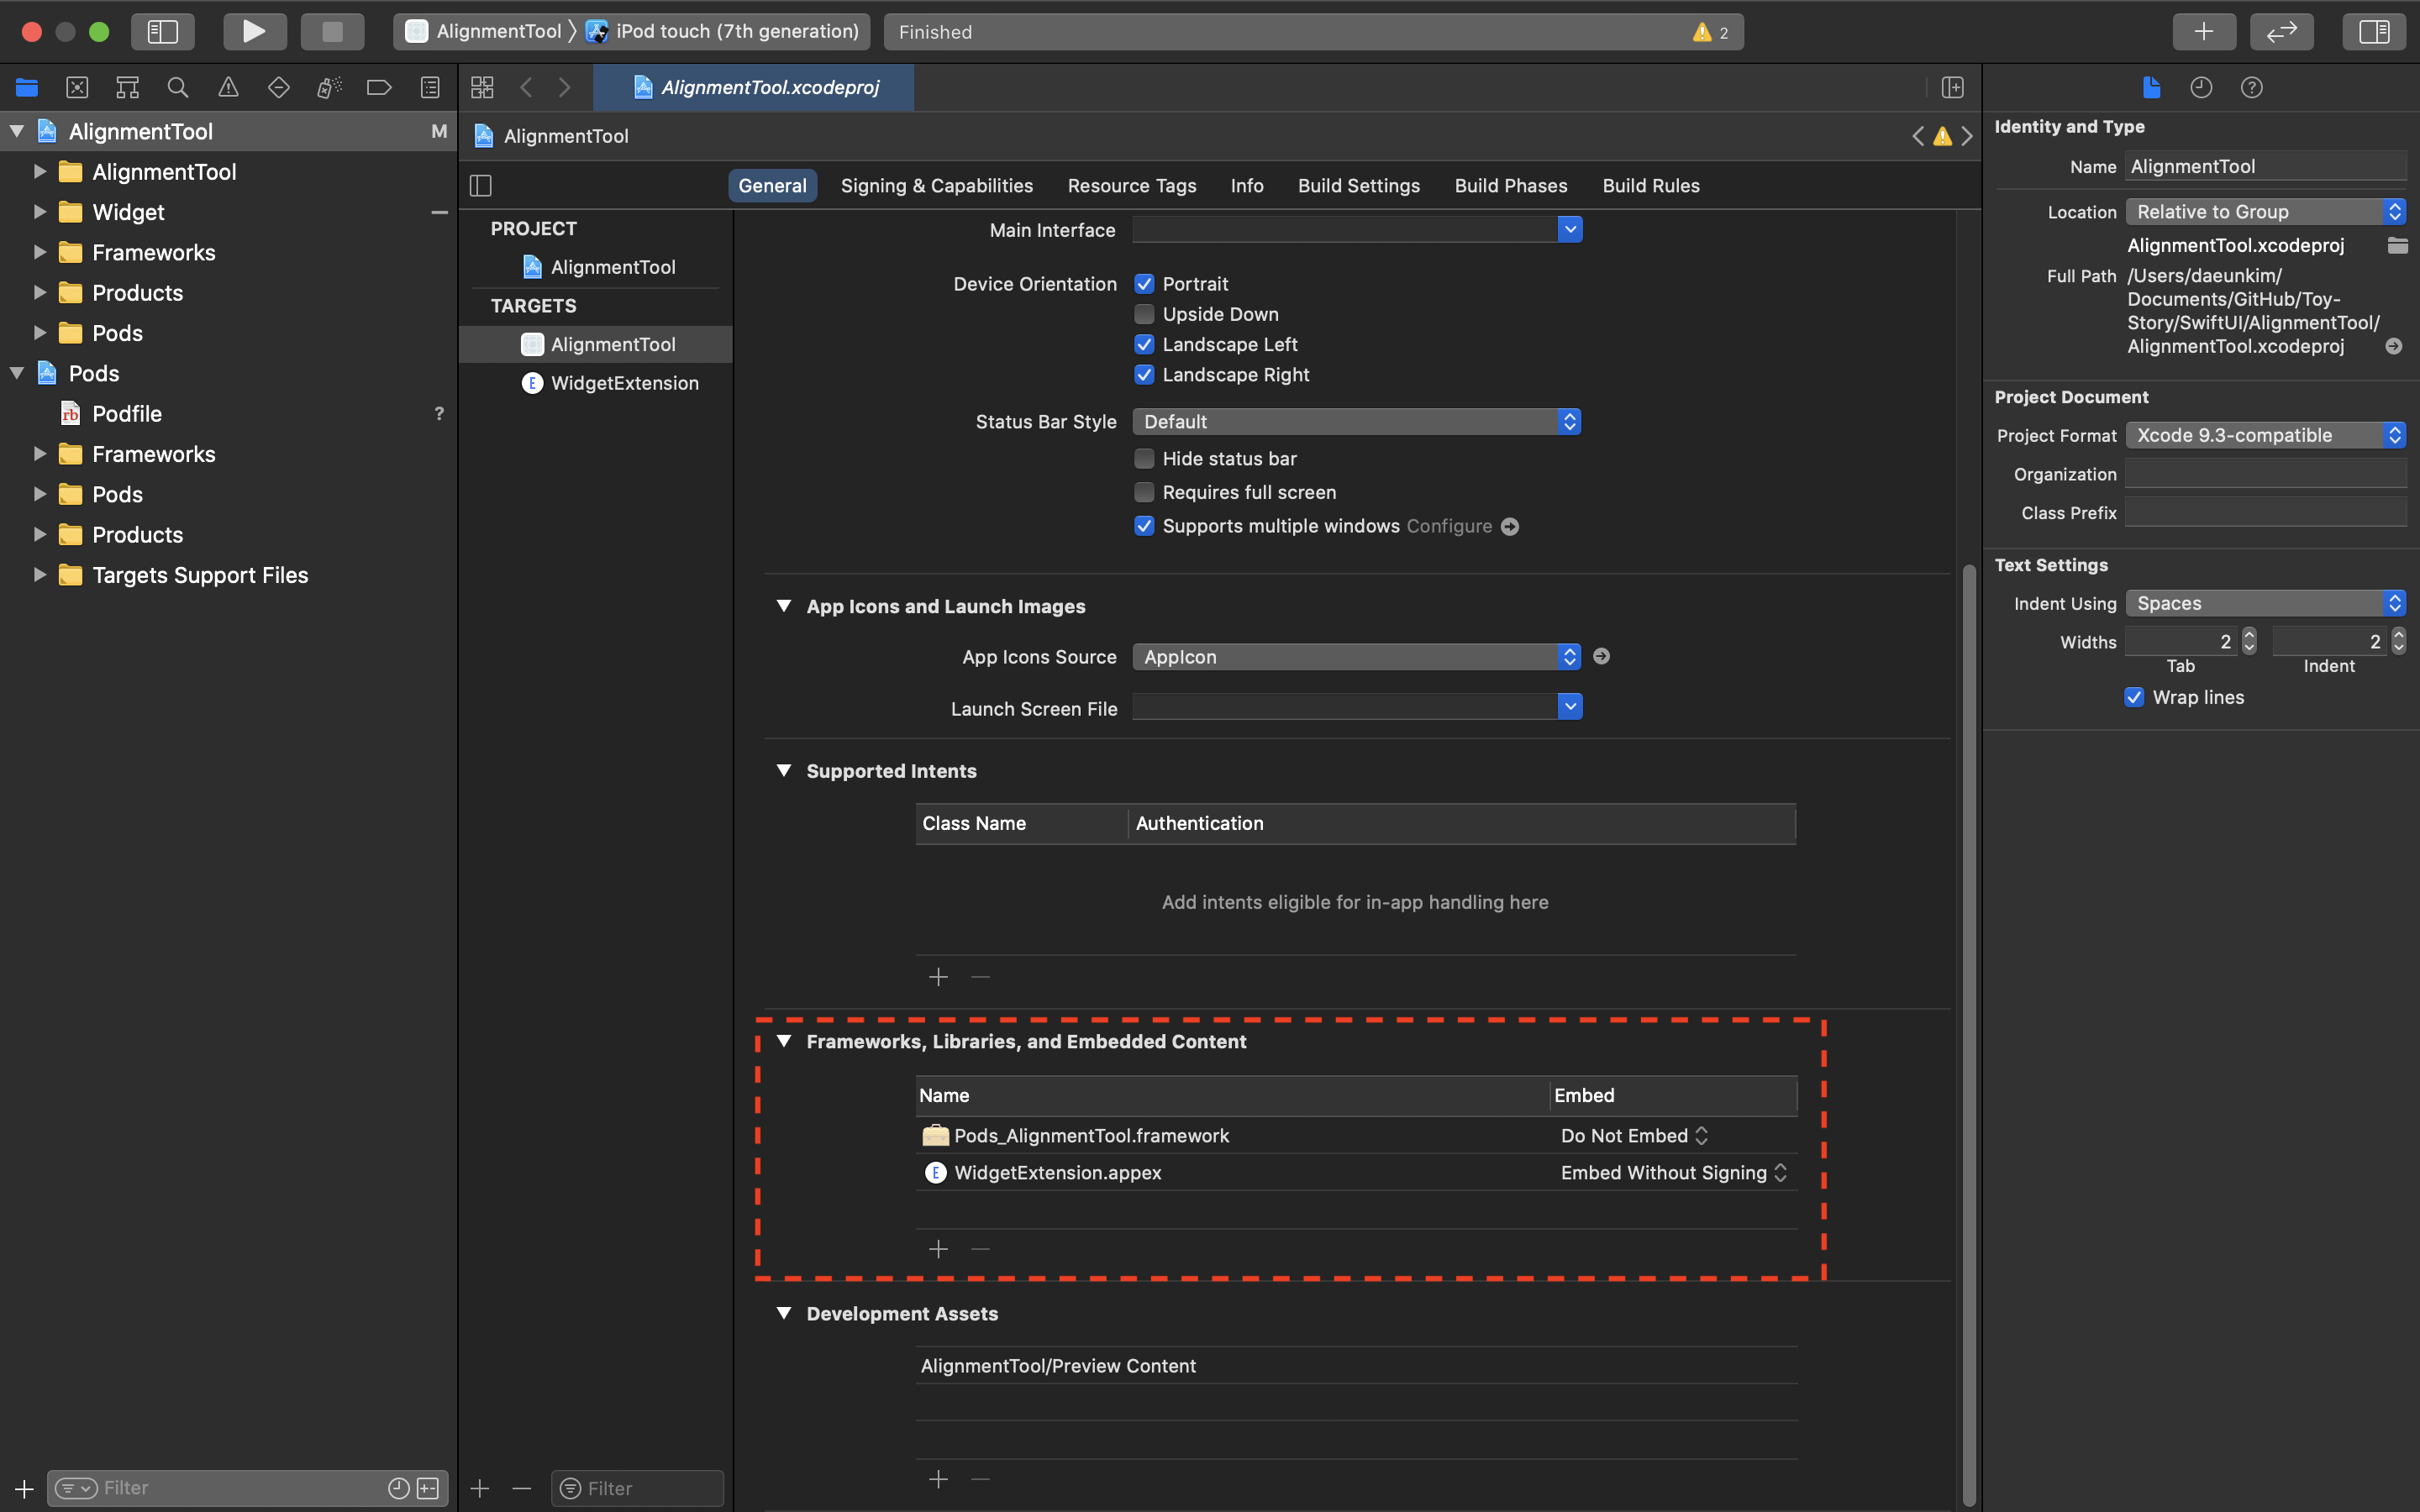 AlignmentTool
iPod touch (7th generation)
Finished
2
AlignmentTool.xcodeproj
AlignmentTool
M
AlignmentTool
Widget
Frameworks
Products
Pods
Pods
rb
Podfile
?
Frameworks
Pods
Products
Targets Support Files
Filter
AlignmentTool
General
Signing & Capabilities
Resource Tags
Info
Build Settings
Build Phases
Build Rules
PROJECT
AlignmentTool
TARGETS
AlignmentTool
E WidgetExtension
Filter
Main Interface
Device Orientation
Portrait
Upside Down
Landscape Left
Landscape Right
Status Bar Style
Default
Hide status bar
Requires full screen
Supports multiple windows Configure
App Icons and Launch Images
App Icons Source
AppIcon
Launch Screen File
Supported Intents
Class Name
Authentication
Add intents eligible for in-app handling here
Frameworks, Libraries, and Embedded Content
Name
Embed
Pods_AlignmentTool.framework
Do Not Embed
E WidgetExtension.appex
Embed Without Signing
Development Assets
AlignmentTool/Preview Content
Identity and Type
Name AlignmentTool
Location Relative to Group
AlignmentTool.xcodeproj
Full Path /Users/daeunkim/
Documents/GitHub/Toy-
Story/SwiftUI/AlignmentTool/
AlignmentTool.xcodeproj
Project Document
Project Format Xcode 9.3-compatible
Organization
Class Prefix
Text Settings
Indent Using Spaces
Widths 2 2
Tab Indent
Wrap lines